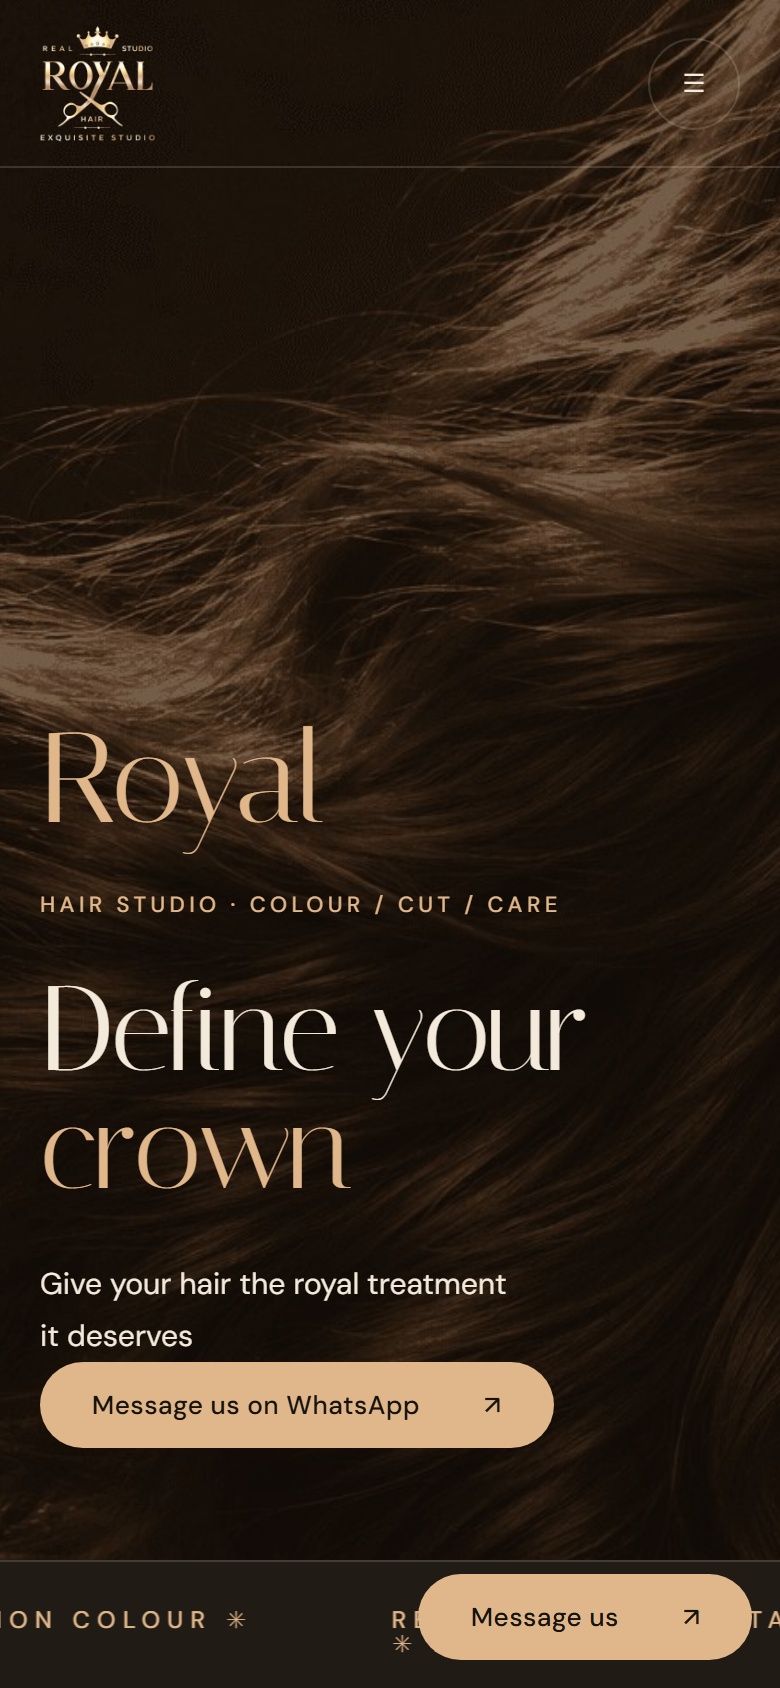 REAL STUDIO
ROYAL
HAIR
EXQUISITE STUDIO
Royal
HAIR STUDIO · COLOUR / CUT / CARE
Define your
crown
Give your hair the royal treatment
it deserves
Message us on WhatsApp
COLOUR
Message us